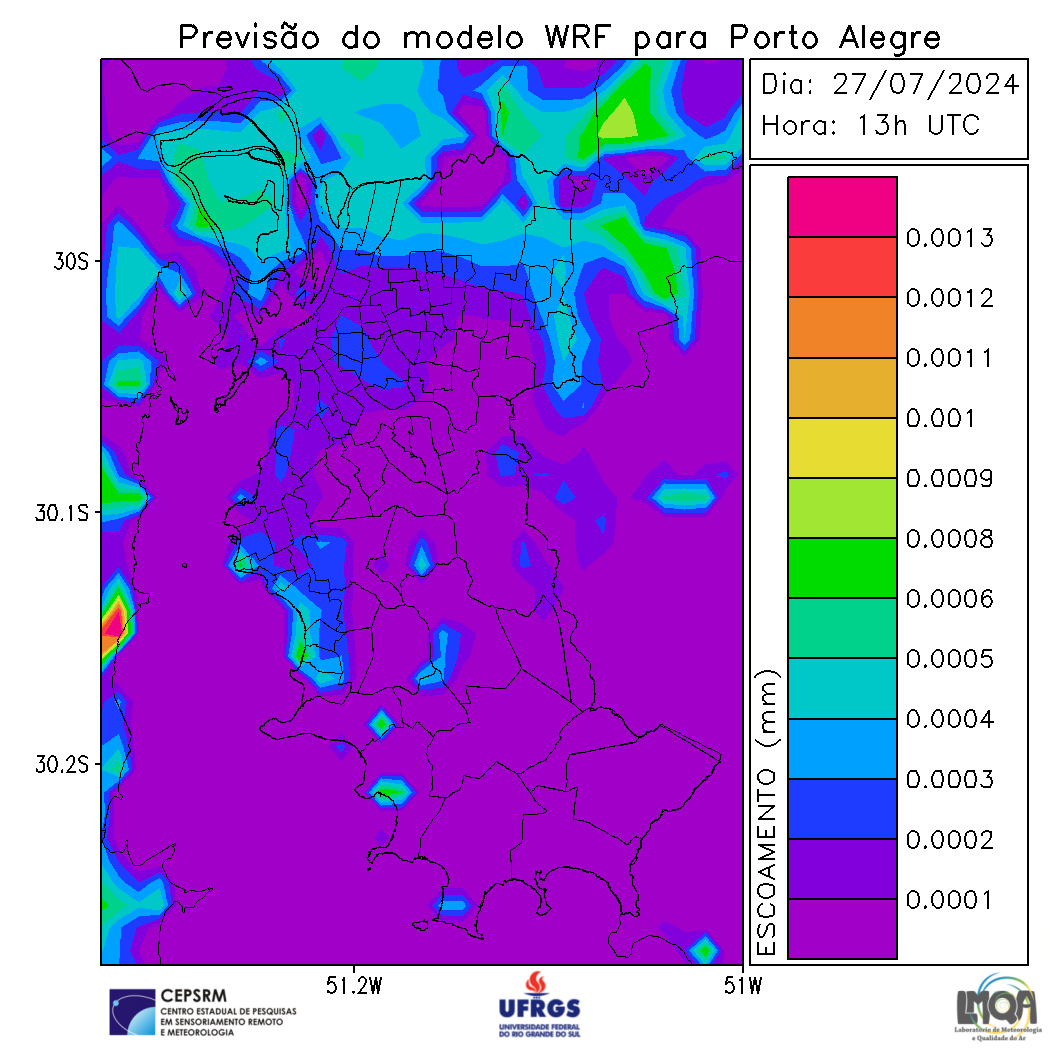 Previsão do modelo WRF para Porto Alegre
Dia: 27/07/2024
Hora: 13h UTC
30S
30.1S
30.2S
51.2W
51W
ESCOAMENTO (mm)
0.0013
0.0012
0.0011
0.001
0.0009
0.0008
0.0006
0.0005
0.0004
0.0003
0.0002
0.0001
CEPSRM
CENTRO ESTADUAL DE PESQUISAS
EM SENSORIAMENTO REMOTO
E METEOROLOGIA
UFRGS
UNIVERSIDADE FEDERAL
DO RIO GRANDE DO SUL
LMQA
Laboratório de Meteorologia
e Qualidade do Ar